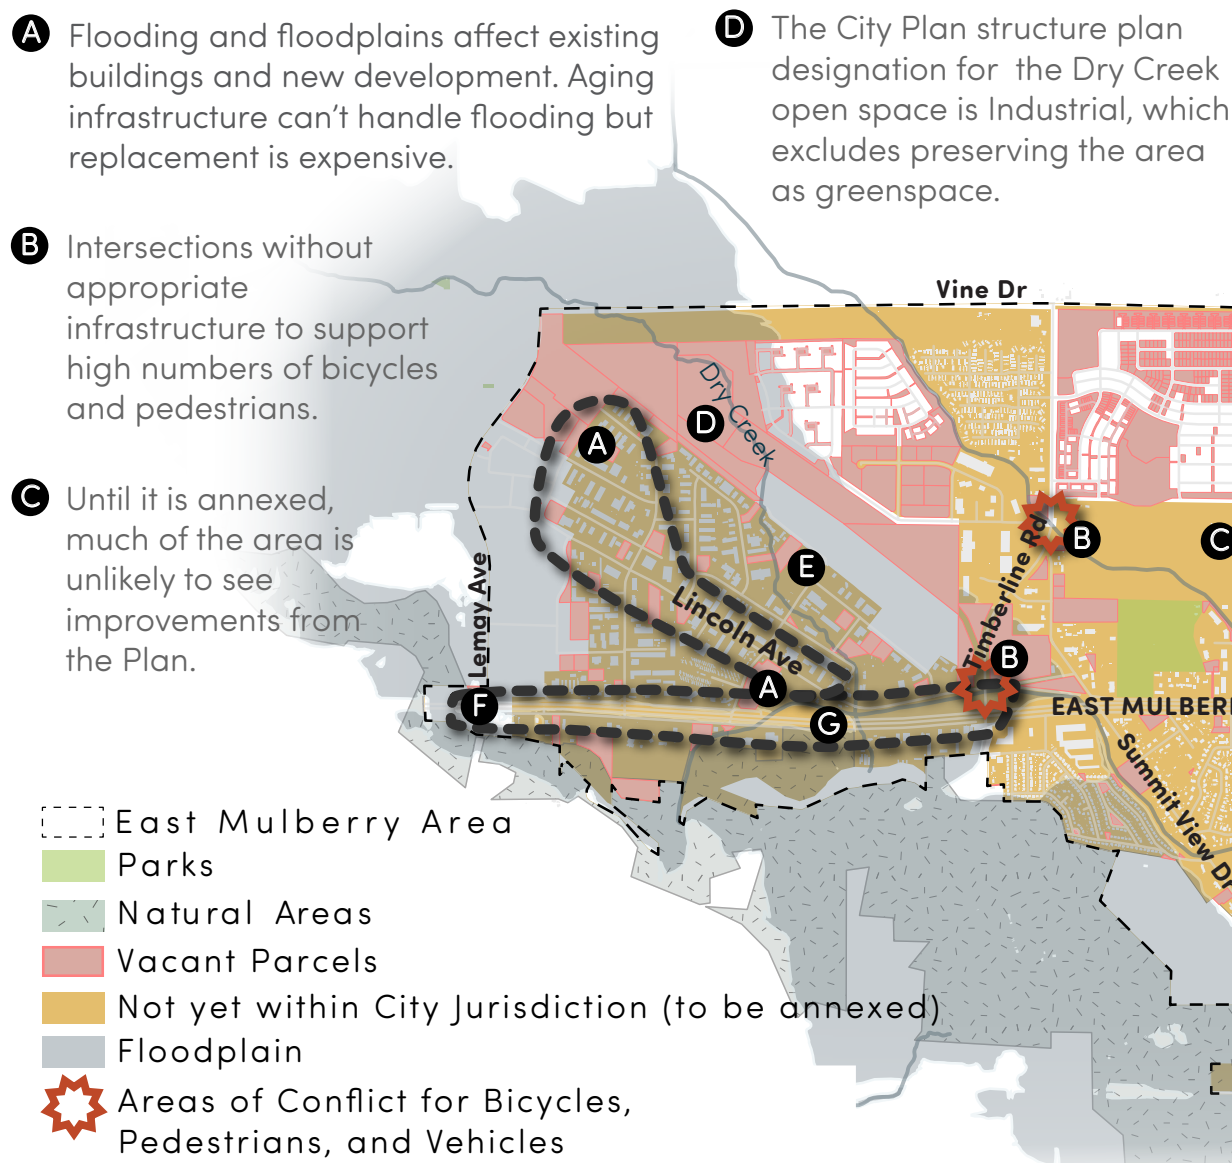 A Flooding and floodplains affect existing
buildings and new development. Aging
infrastructure can't handle flooding but
replacement is expensive.
D The City Plan structure plan
designation for the Dry Creek
open space is Industrial, which
excludes preserving the area
as greenspace.
B Intersections without
appropriate
infrastructure to support
high numbers of bicycles
and pedestrians.
C Until it is annexed,
much of the area is
unlikely to see
improvements from
the Plan.
Vine Dr
Dry Creek
D
A
B
C
E
Timberline Rd
Lemay Ave
Lincoln Ave
B
A
F
G
EAST MULBER
Summit View Dr
East Mulberry Area
Parks
Natural Areas
Vacant Parcels
Not yet within City Jurisdiction (to be annexed)
Floodplain
Areas of Conflict for Bicycles,
Pedestrians, and Vehicles